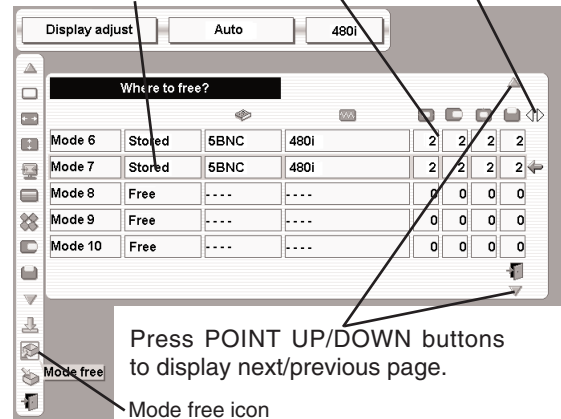 Display adjust Auto 480i
Where to free?
Mode 6 Stored 5BNC 480i 2 2 2 2
Mode 7 Stored 5BNC 480i 2 2 2 2
Mode 8 Free ---- ---- 0 0 0 0
Mode 9 Free ---- ---- 0 0 0 0
Mode 10 Free ---- ---- 0 0 0 0
Press POINT UP/DOWN buttons
to display next/previous page.
Mode free
Mode free icon